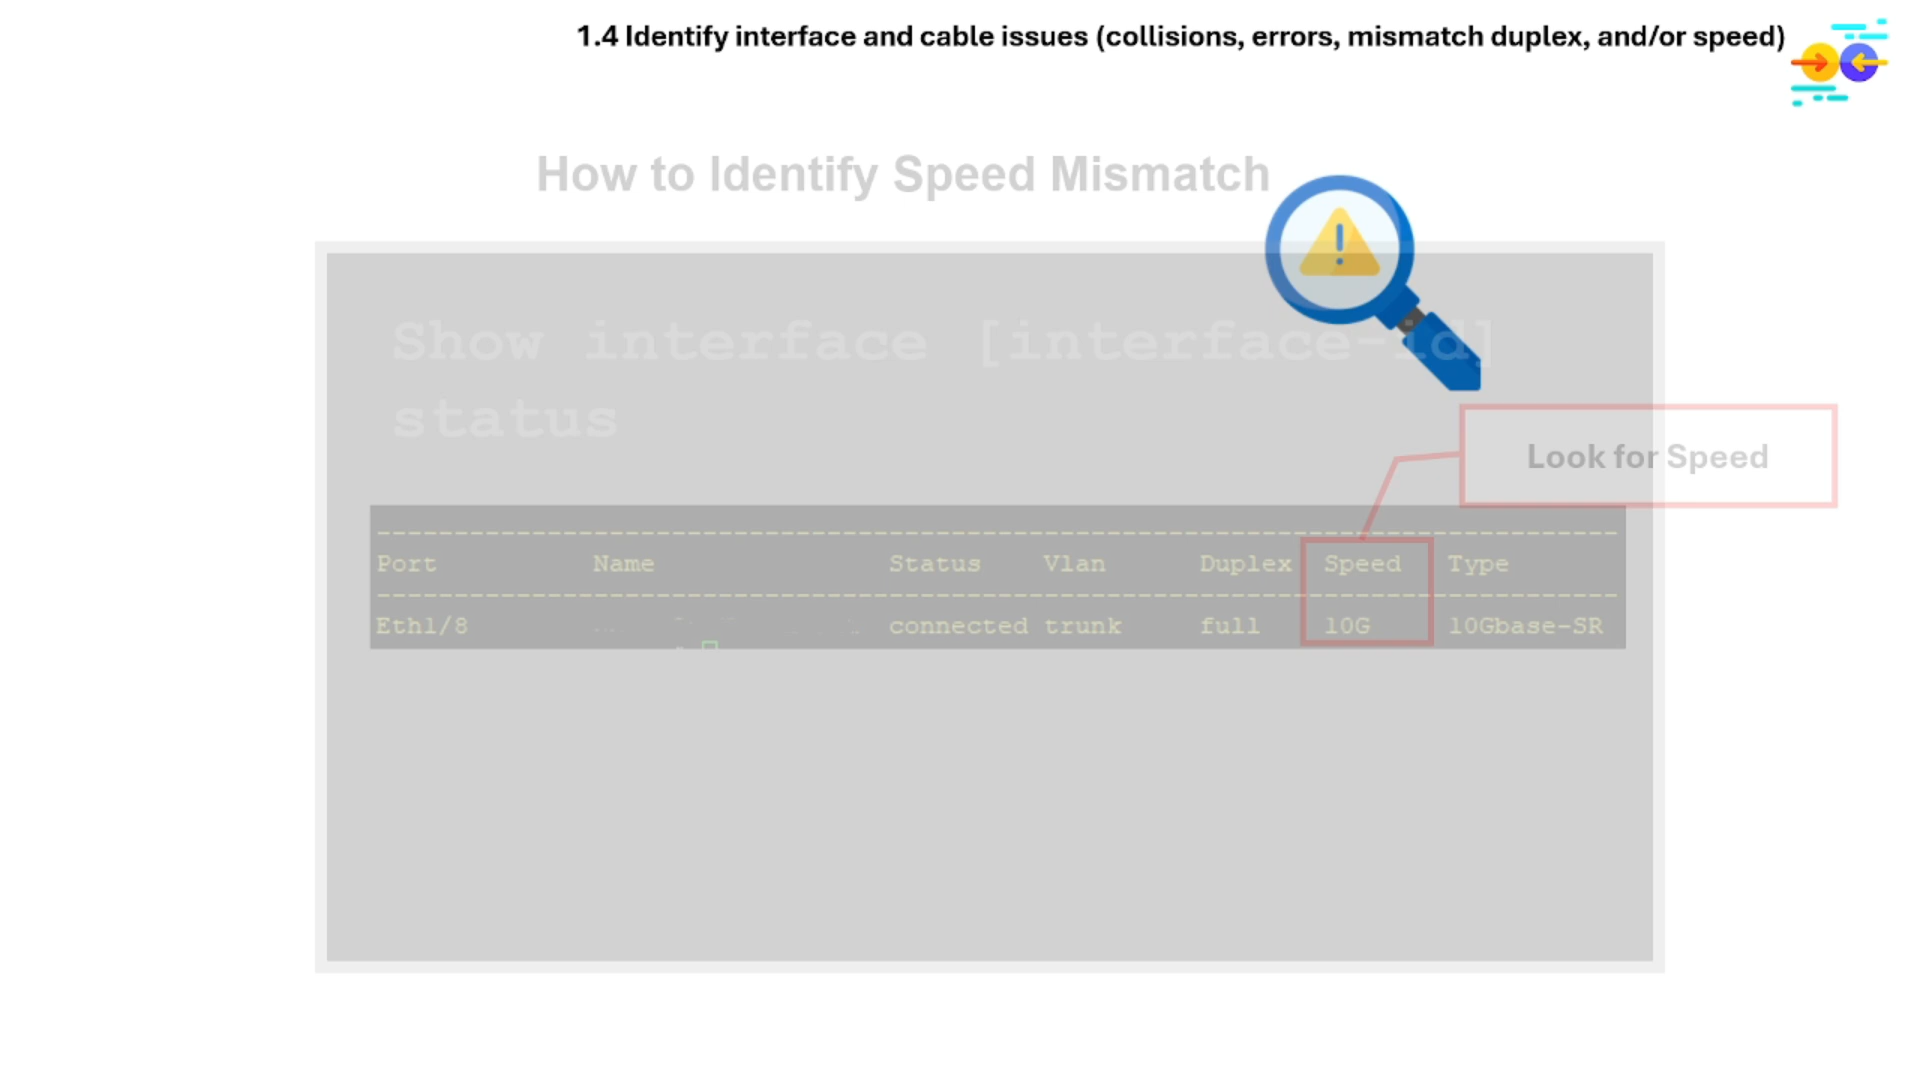 1.4 Identify interface and cable issues (collisions, errors, mismatch duplex, and/or speed)
How to Identify Speed Mismatch
Show interface [interface-id]
status
Look for Speed
Port Name Status Vlan Duplex Speed Type
Eth1/8 connected trunk full 10G 10Gbase-SR